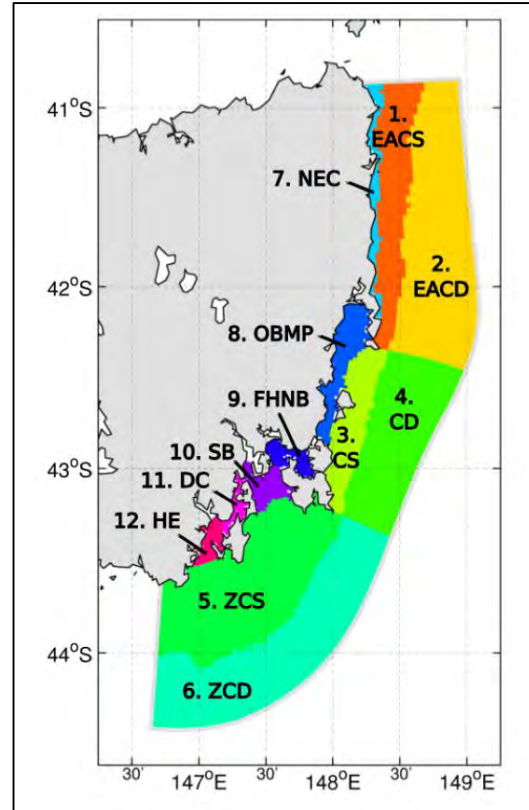 41°S
42°S
43°S
44°S
30'
147°E
30'
148°E
30'
149°E
1.
EACS
7. NEC
2.
EACD
8. OBMP
9. FHNB
4.
CD
3.
CS
10. SB
11. DC
12. HE
5. ZCS
6. ZCD